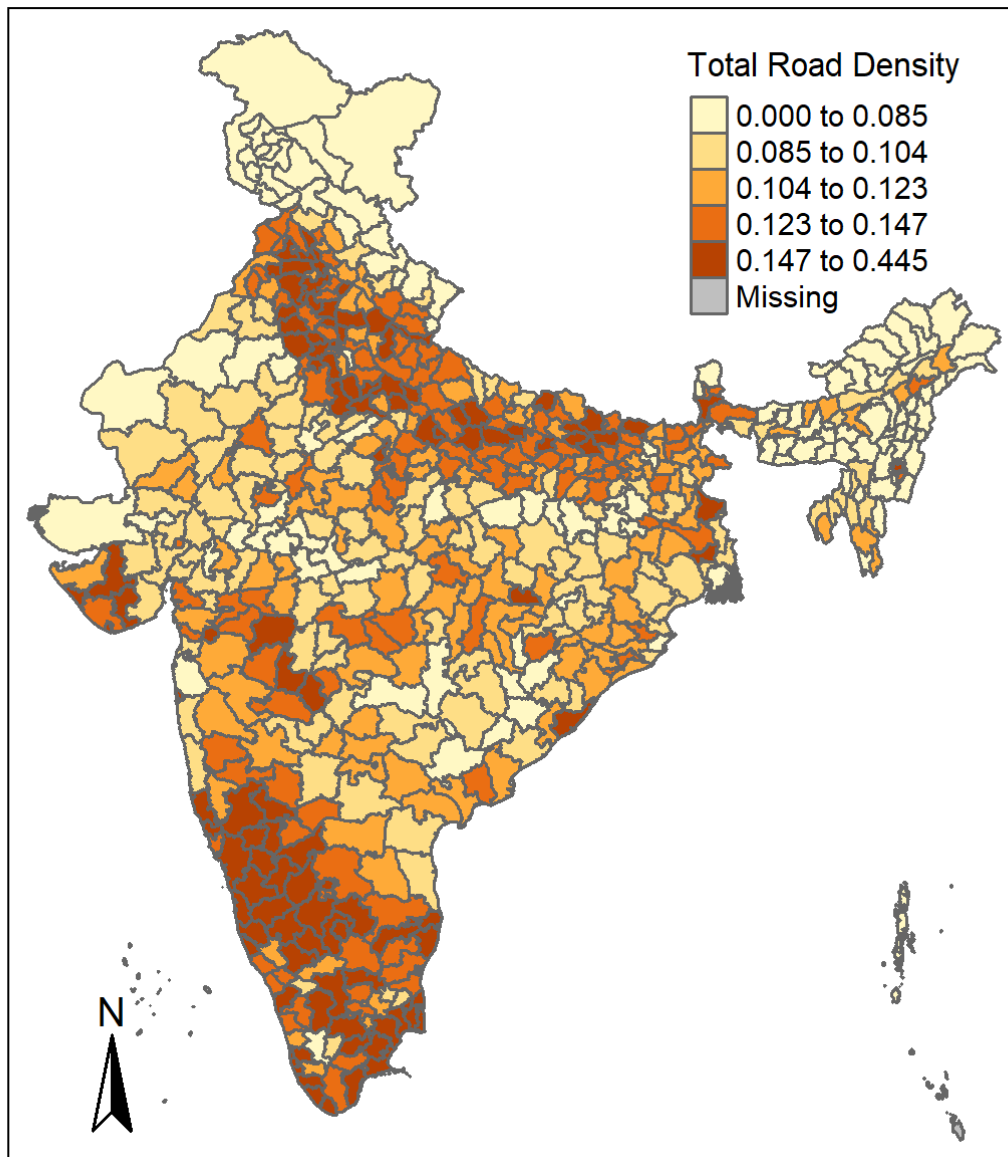 Total Road Density
0.000 to 0.085
0.085 to 0.104
0.104 to 0.123
0.123 to 0.147
0.147 to 0.445
Missing
N